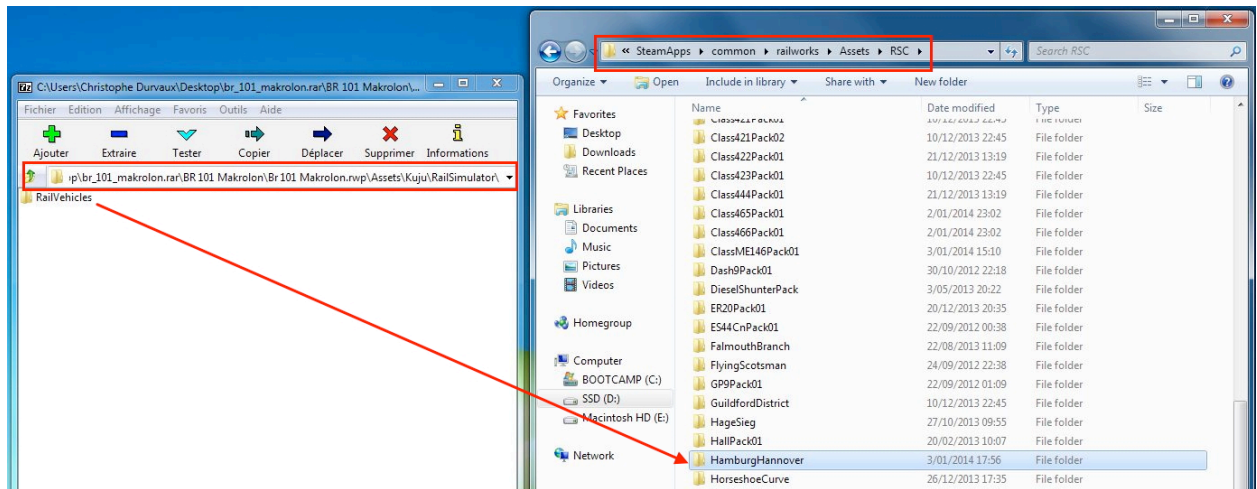 C:\Users\Christophe Durvaux\Desktop\br_101_makrolon.rar\BR 101 Makrolon\...
Fichier Edition Affichage Favoris Outils Aide
Ajouter Extraire Tester Copier Déplacer Supprimer Informations
ıp\br_101_makrolon.rar\BR 101 Makrolon\Br 101 Makrolon.rwp\Assets\Kuju\RailSimulator\
RailVehicles
« SteamApps common railworks Assets RSC
Search RSC
Organize Open Include in library Share with New folder
Favorites
Desktop
Downloads
Recent Places
Libraries
Documents
Music
Pictures
Videos
Homegroup
Computer
BOOTCAMP (C:)
SSD (D:)
Macintosh HD (E:)
Network
Name Date modified Type Size
Class421Pack01 10/12/2013 22:45 File folder
Class421Pack02 10/12/2013 22:45 File folder
Class422Pack01 21/12/2013 13:19 File folder
Class423Pack01 10/12/2013 22:45 File folder
Class444Pack01 21/12/2013 13:19 File folder
Class465Pack01 2/01/2014 23:02 File folder
Class466Pack01 2/01/2014 23:02 File folder
ClassME146Pack01 3/01/2014 15:10 File folder
Dash9Pack01 30/10/2012 22:18 File folder
DieselShunterPack 3/05/2013 20:22 File folder
ER20Pack01 20/12/2013 20:35 File folder
ES44CnPack01 22/09/2012 00:38 File folder
FalmouthBranch 22/08/2013 11:09 File folder
FlyingScotsman 24/09/2012 22:38 File folder
GP9Pack01 22/09/2012 01:09 File folder
GuildfordDistrict 10/12/2013 22:45 File folder
HageSieg 27/10/2013 09:55 File folder
HallPack01 20/02/2013 10:07 File folder
HamburgHannover 3/01/2014 17:56 File folder
HorseshoeCurve 26/12/2013 17:35 File folder